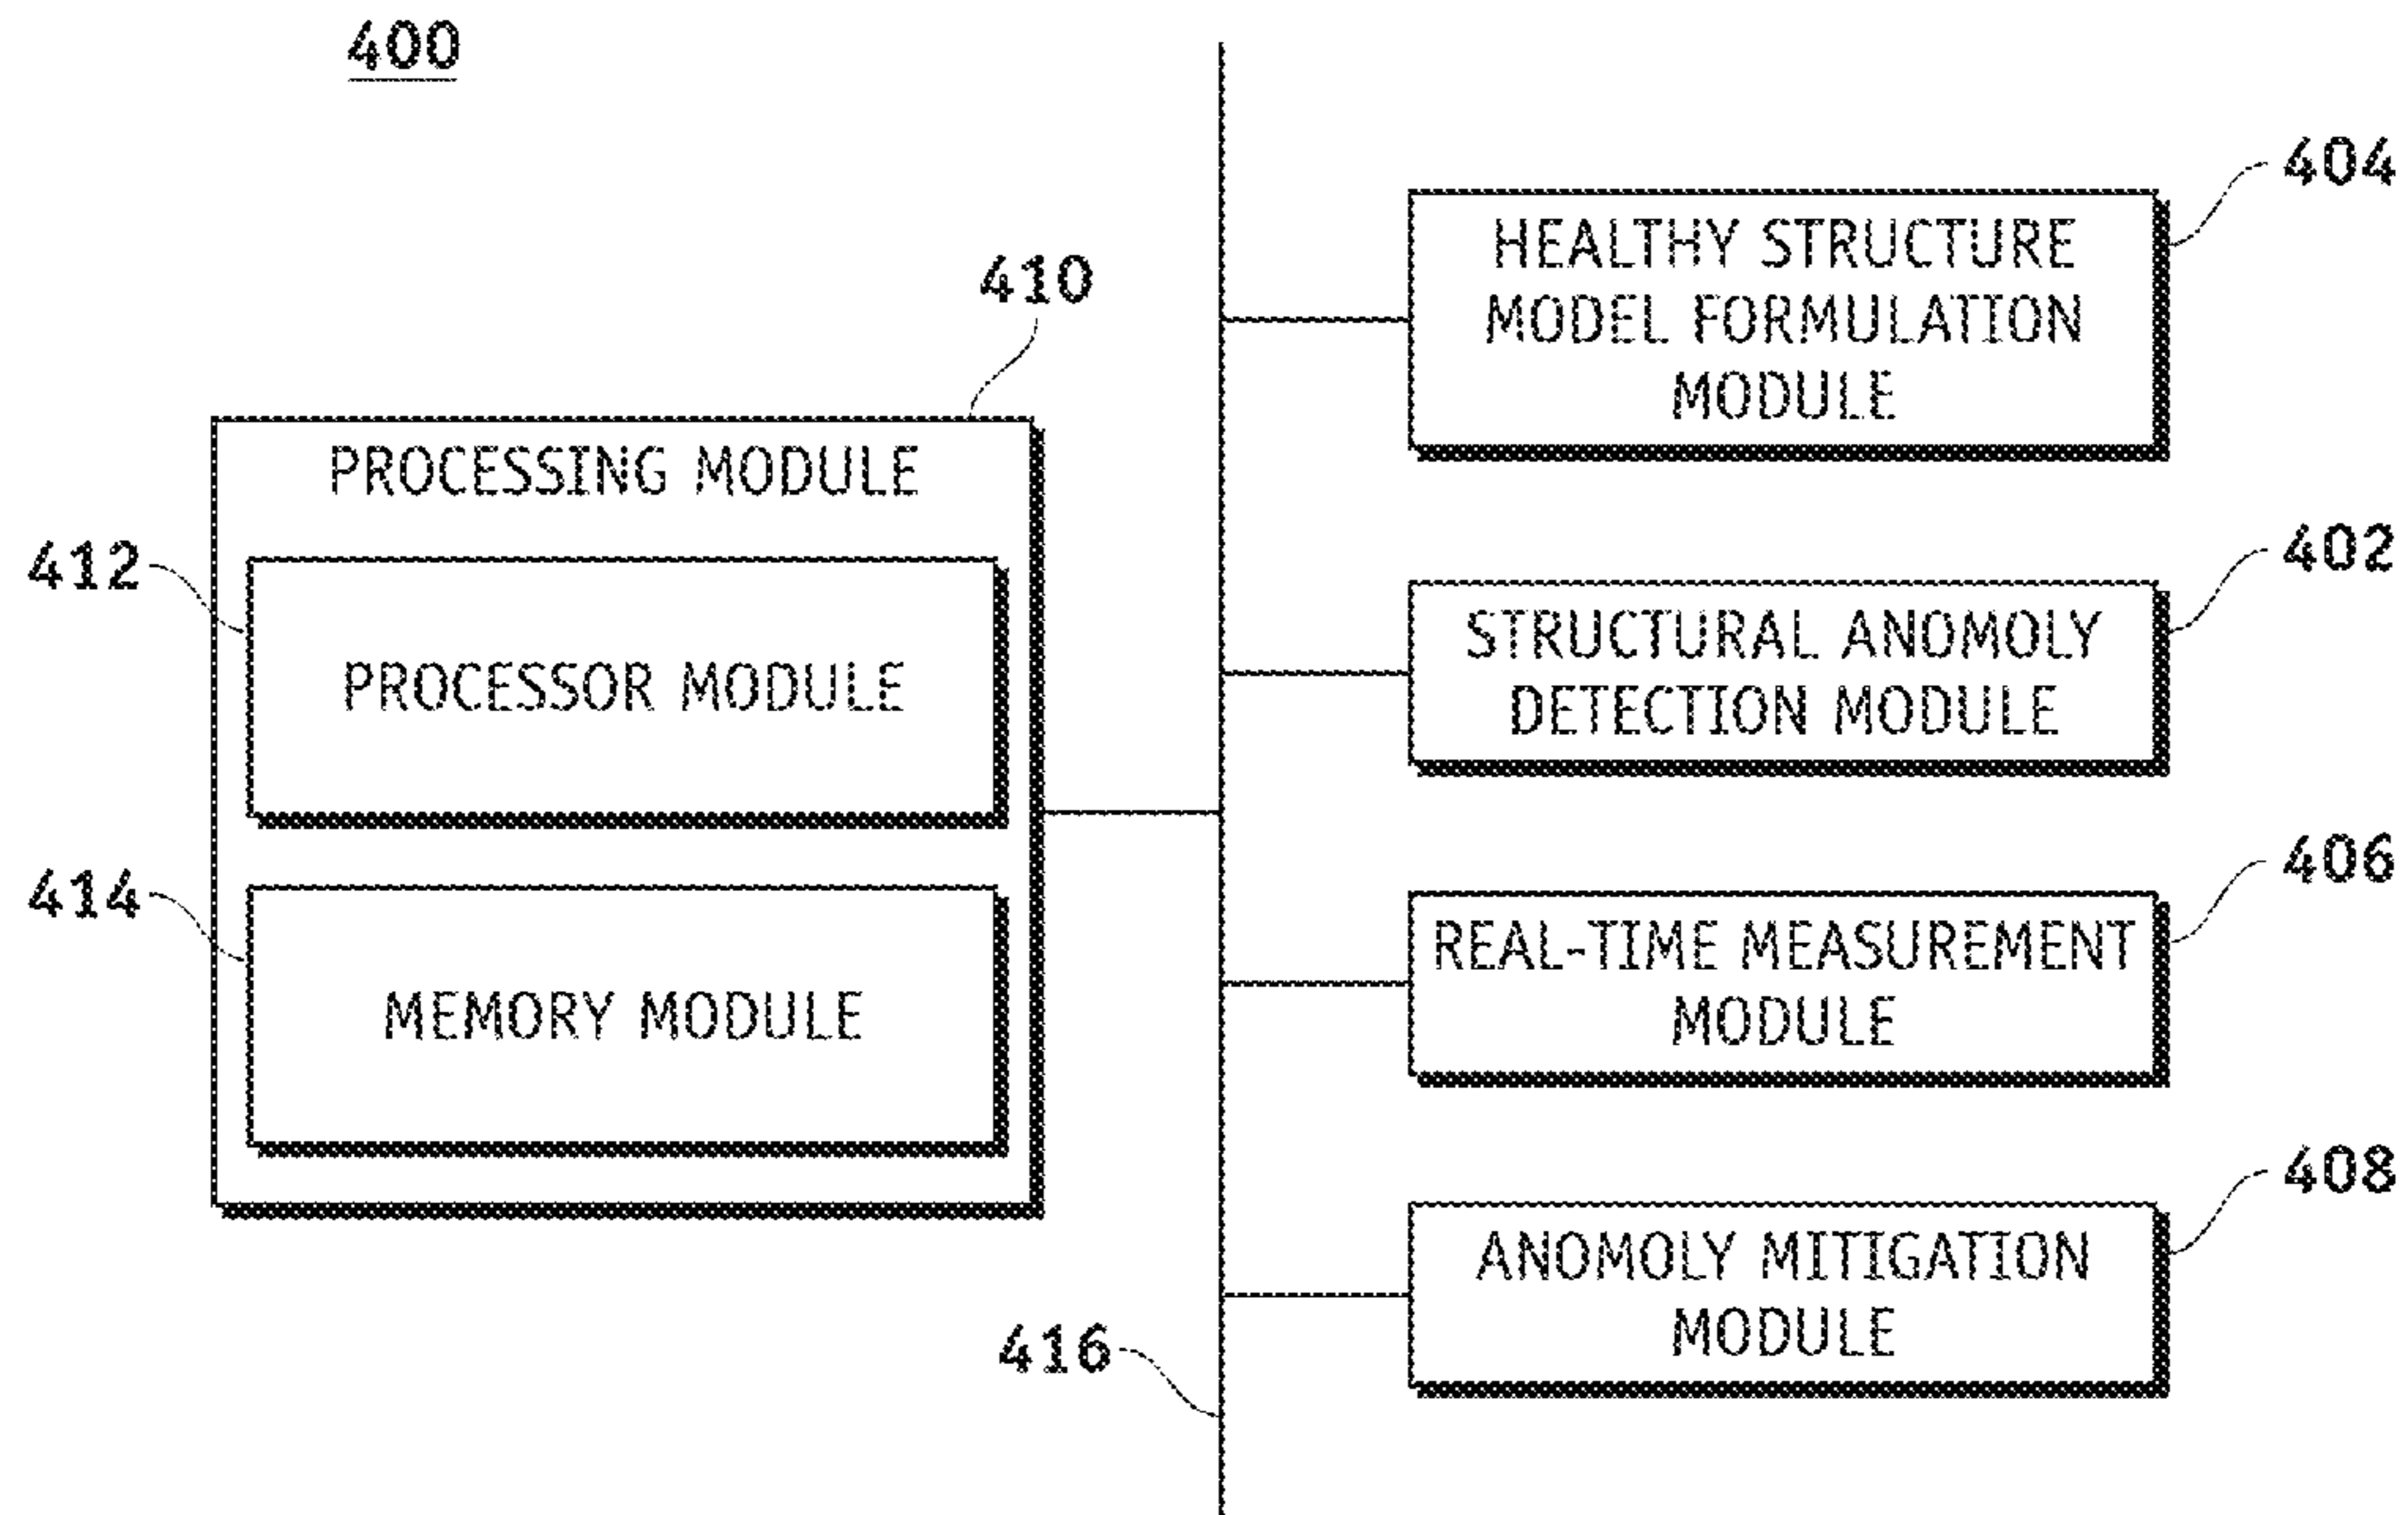 400
410
PROCESSING MODULE
412
PROCESSOR MODULE
414
MEMORY MODULE
416
404
HEALTHY STRUCTURE
MODEL FORMULATION
MODULE
402
STRUCTURAL ANOMOLY
DETECTION MODULE
406
REAL-TIME MEASUREMENT
MODULE
408
ANOMOLY MITIGATION
MODULE